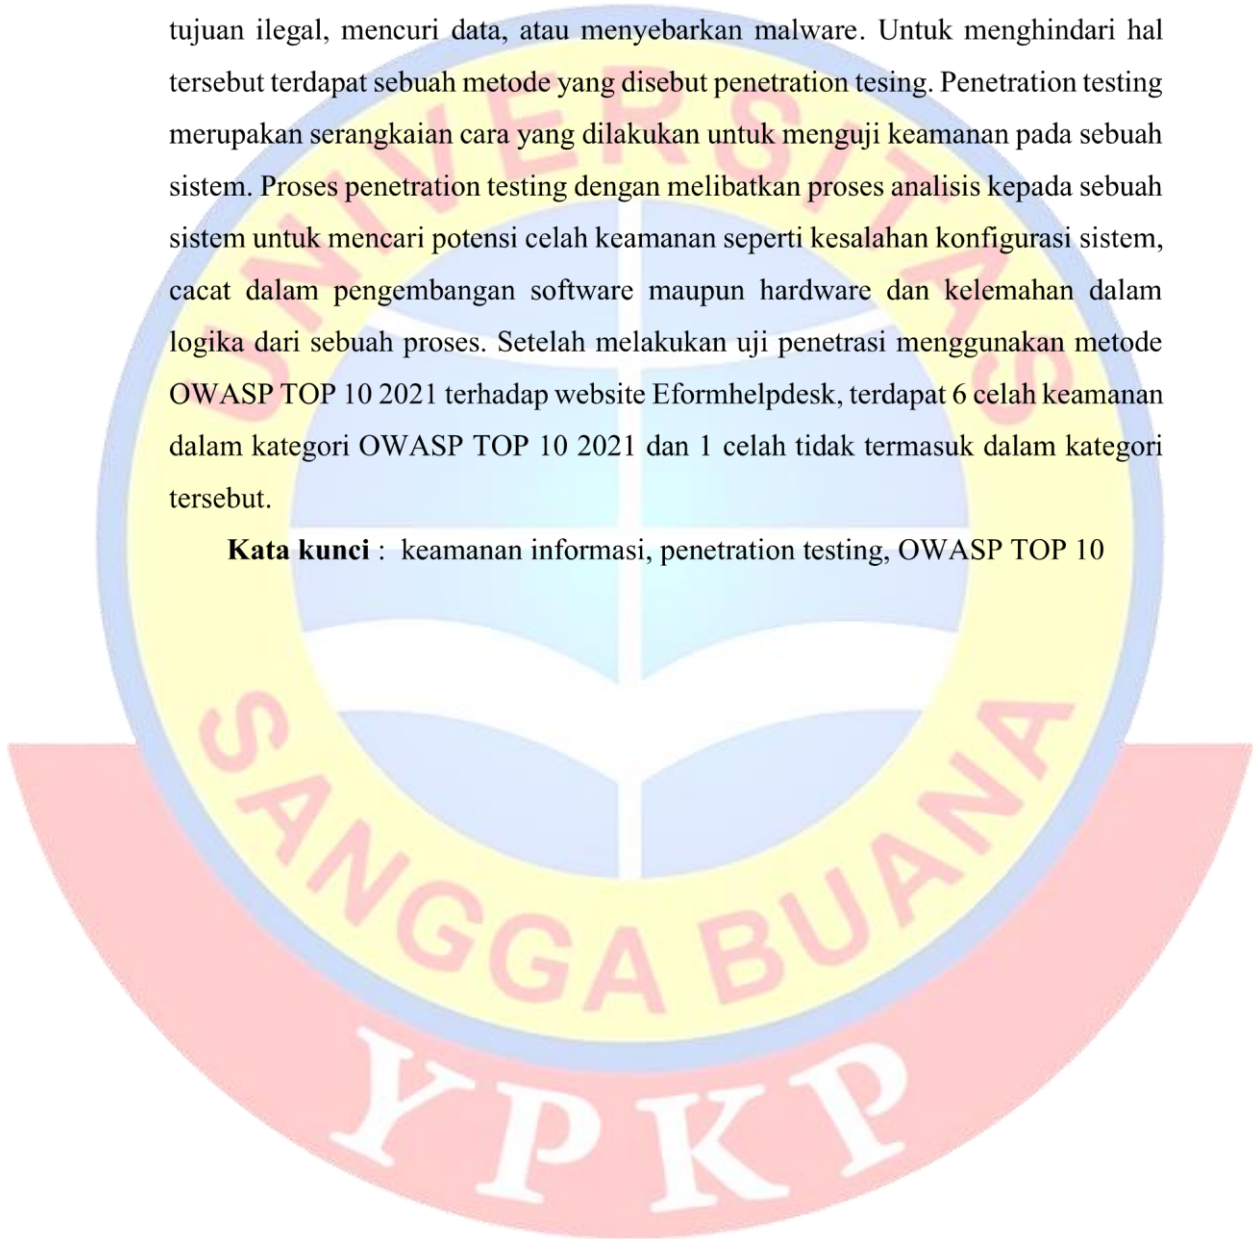 tujuan ilegal, mencuri data, atau menyebarkan malware. Untuk menghindari hal
tersebut terdapat sebuah metode yang disebut penetration tesing. Penetration testing
merupakan serangkaian cara yang dilakukan untuk menguji keamanan pada sebuah
sistem. Proses penetration testing dengan melibatkan proses analisis kepada sebuah
sistem untuk mencari potensi celah keamanan seperti kesalahan konfigurasi sistem,
cacat dalam pengembangan software maupun hardware dan kelemahan dalam
logika dari sebuah proses. Setelah melakukan uji penetrasi menggunakan metode
OWASP TOP 10 2021 terhadap website Eformhelpdesk, terdapat 6 celah keamanan
dalam kategori OWASP TOP 10 2021 dan 1 celah tidak termasuk dalam kategori
tersebut.
Kata kunci : keamanan informasi, penetration testing, OWASP TOP 10
UNIVERSITAS
SANGGA BUANA
YPKP